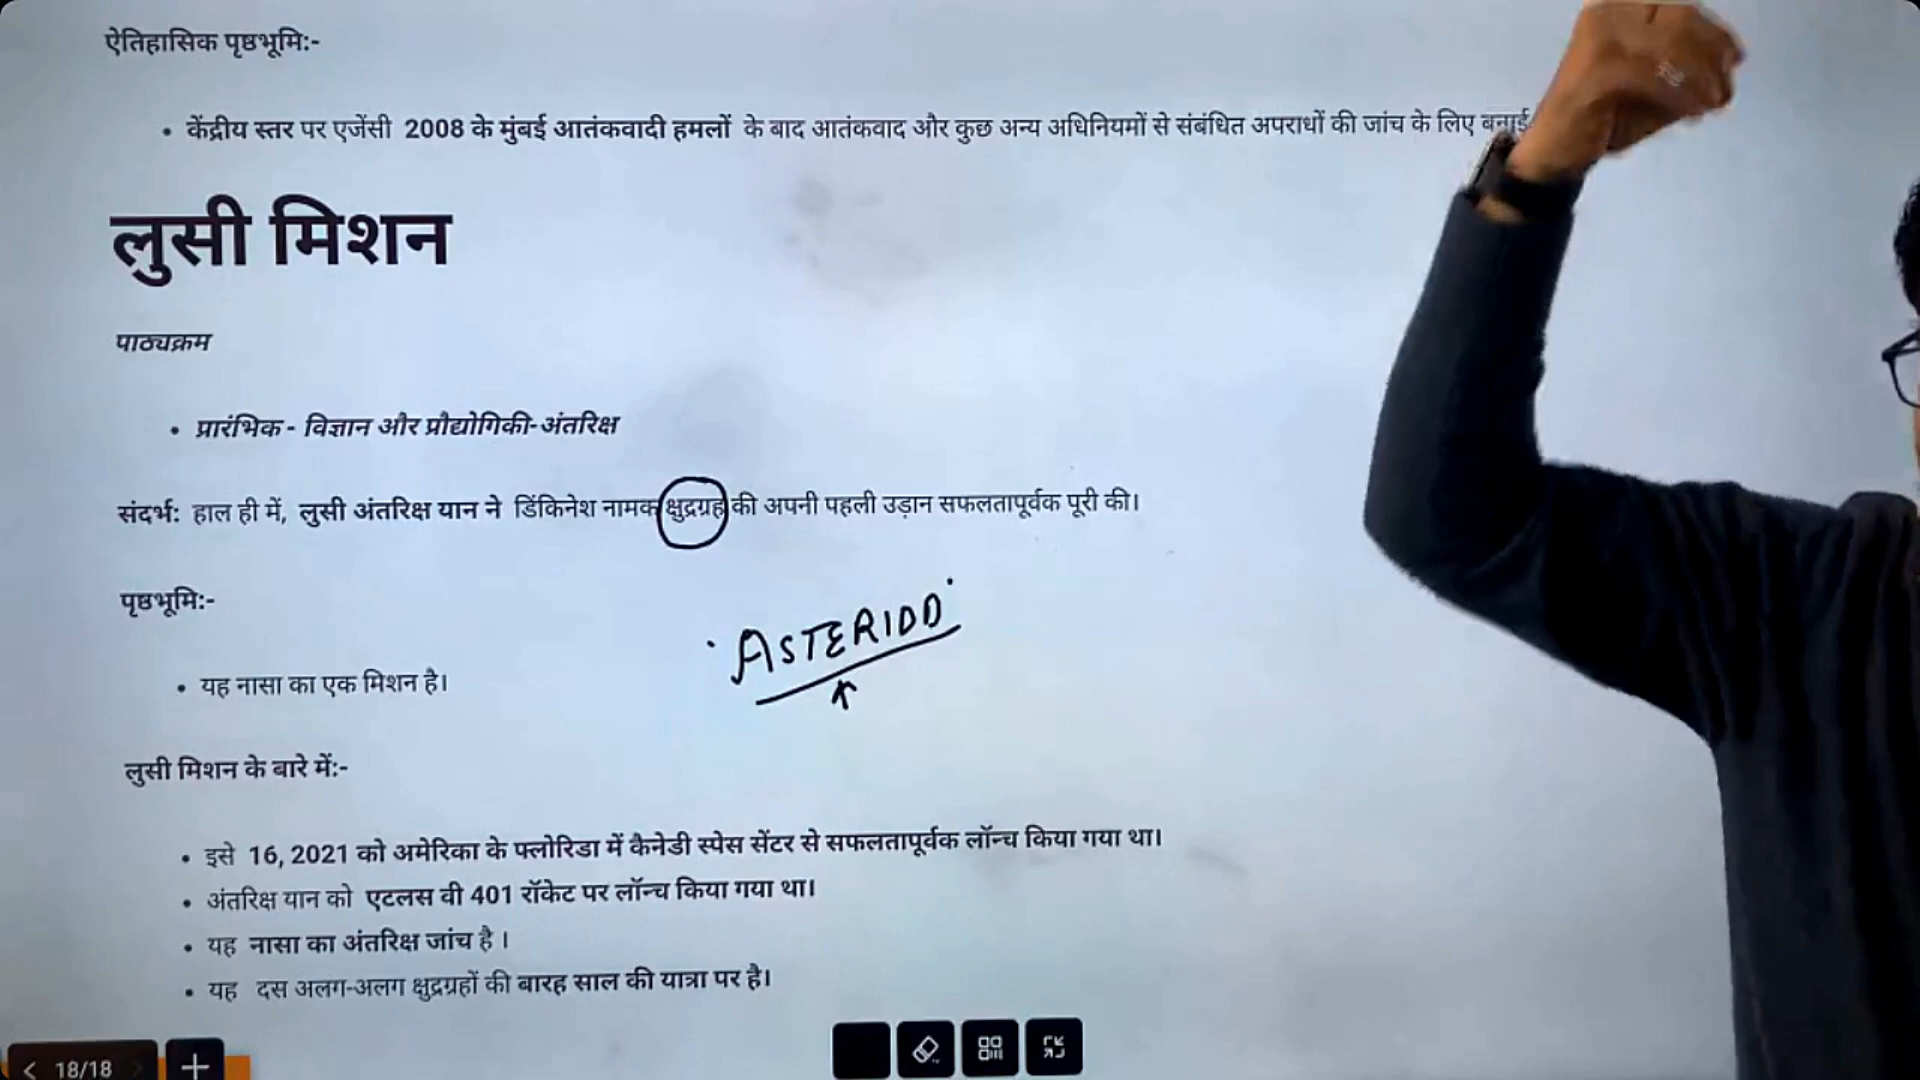 ऐतिहासिक पृष्ठभूमि:-
• केंद्रीय स्तर पर एजेंसी 2008 के मुंबई आतंकवादी हमलों के बाद आतंकवाद और कुछ अन्य अधिनियमों से संबंधित अपराधों की जांच के लिए बनाई
लुसी मिशन
पाठ्यक्रम
• प्रारंभिक - विज्ञान और प्रौद्योगिकी-अंतरिक्ष
संदर्भ: हाल ही में, लुसी अंतरिक्ष यान ने डिंकिनेश नामक क्षुद्रग्रह की अपनी पहली उड़ान सफलतापूर्वक पूरी की।
पृष्ठभूमि:-
ASTERIDD
• यह नासा का एक मिशन है।
लुसी मिशन के बारे में:-
• इसे 16, 2021 को अमेरिका के फ्लोरिडा में कैनेडी स्पेस सेंटर से सफलतापूर्वक लॉन्च किया गया था।
• अंतरिक्ष यान को एटलस वी 401 रॉकेट पर लॉन्च किया गया था।
• यह नासा का अंतरिक्ष जांच है ।
• यह दस अलग-अलग क्षुद्रग्रहों की बारह साल की यात्रा पर है।
< 18/18 > +